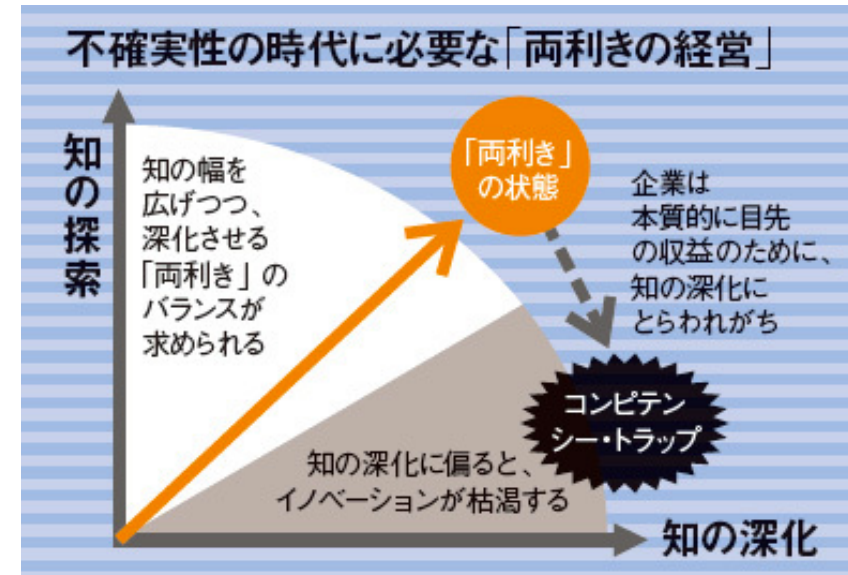 不確実性の時代に必要な「両利きの経営」
知の探索
知の幅を
広げつつ、
深化させる
「両利き」の
バランスが
求められる
「両利き」
の状態
企業は
本質的に目先
の収益のために、
知の深化に
とらわれがち
コンピテン
シー・トラップ
知の深化に偏ると、
イノベーションが枯渇する
知の深化